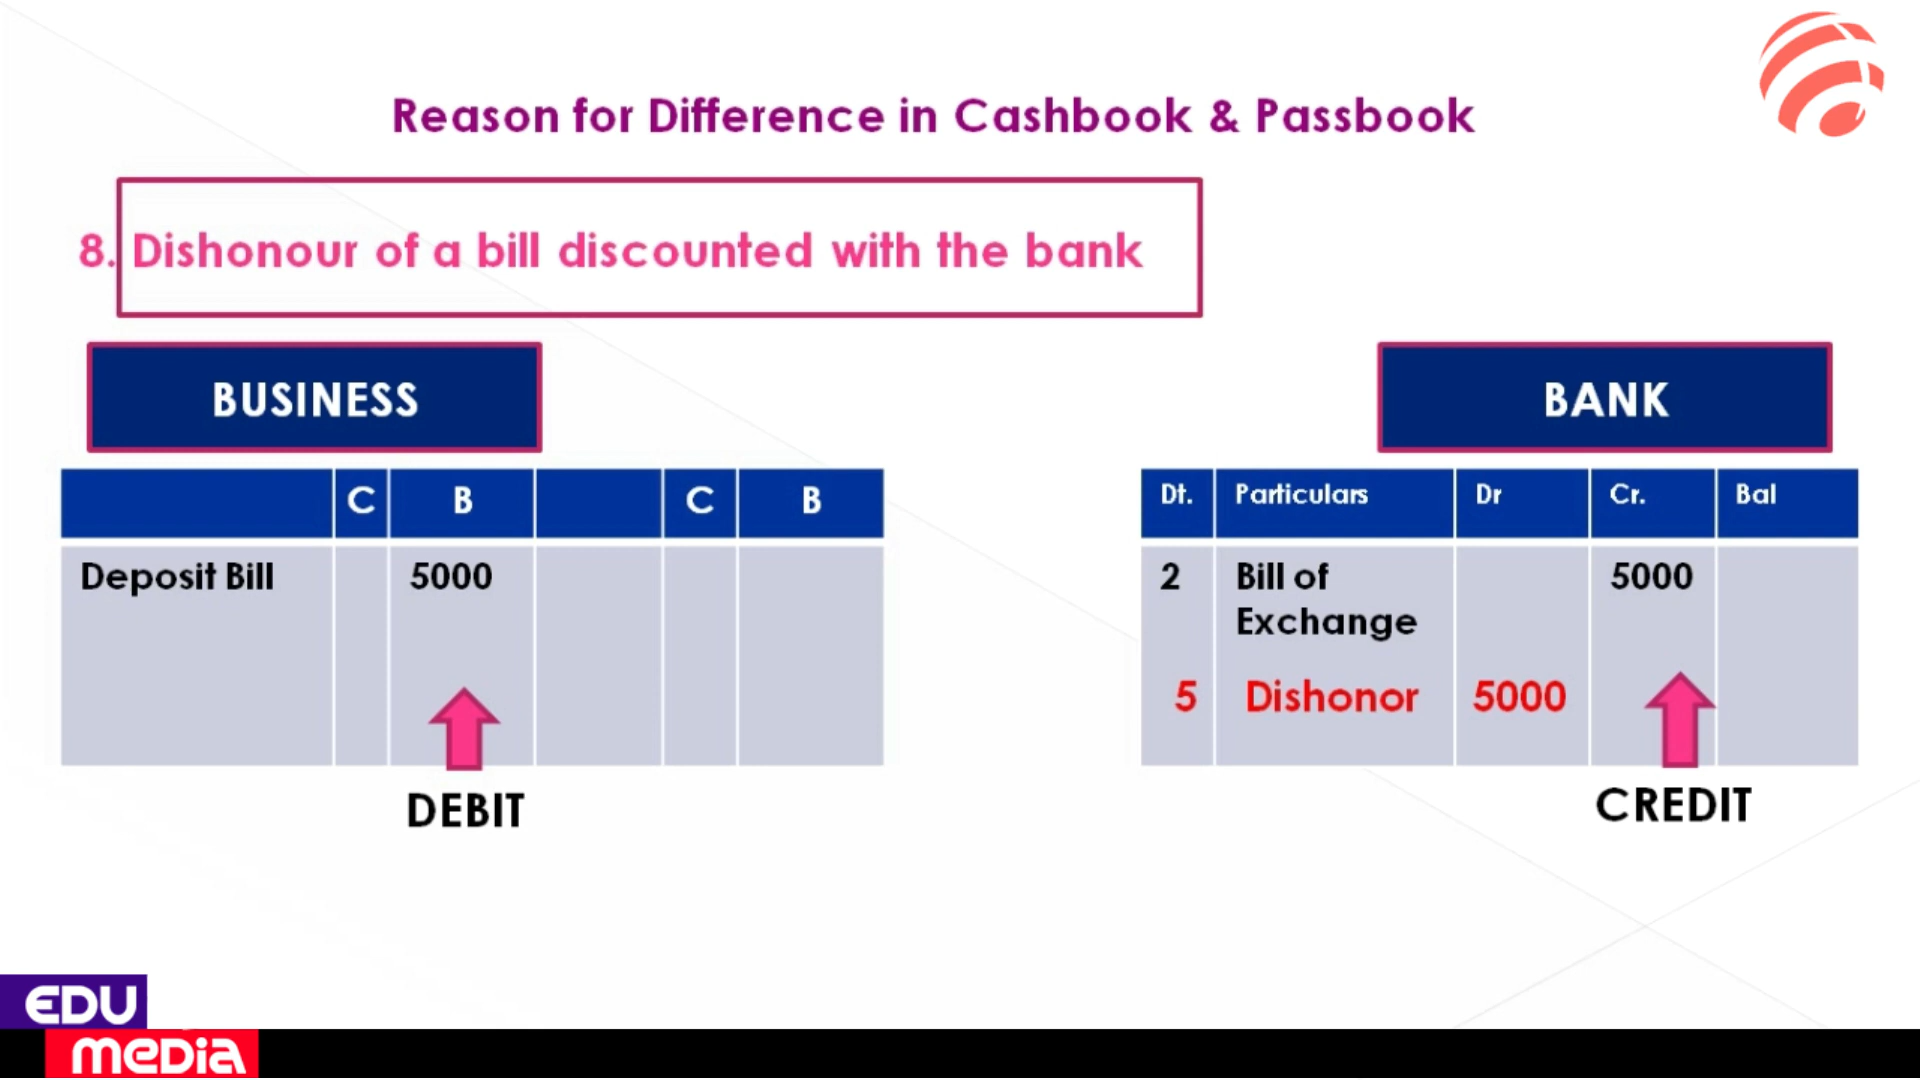 Reason for Difference in Cashbook & Passbook
8. Dishonour of a bill discounted with the bank
BUSINESS
BANK
C B C B
Deposit Bill 5000
DEBIT
Dt. Particulars Dr Cr. Bal
2 Bill of 5000
Exchange
5 Dishonor 5000
CREDIT
EDU
meDia